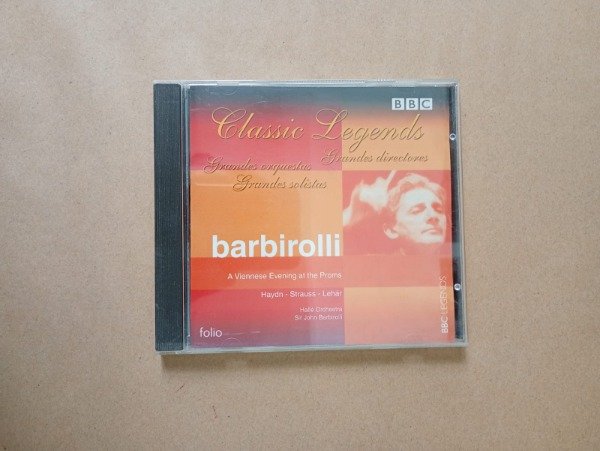 BBC
Classic Legends
Grandes orquestas
Grandes directores
Grandes solistas
barbirolli
A Viennese Evening at the Proms
Haydn - Strauss - Lehár
Hallé Orchestra
Sir John Barbirolli
folio
BBC LEGENDS